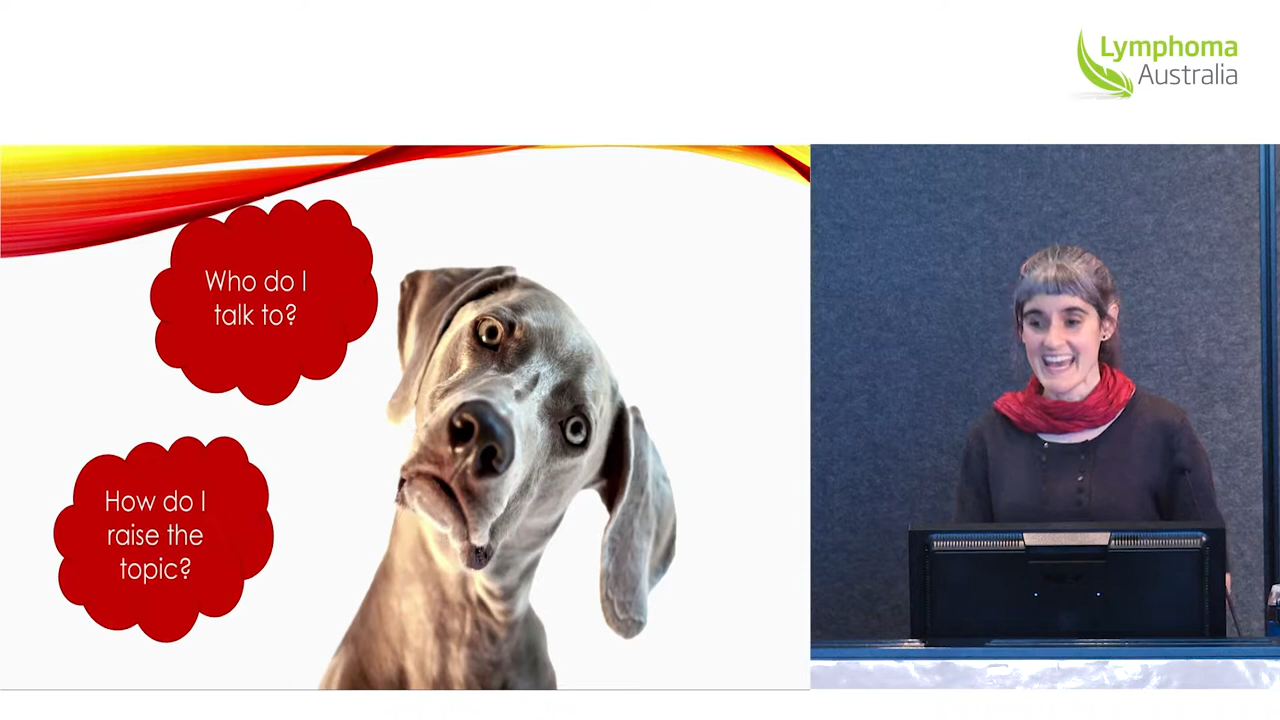 Lymphoma
Australia
Who do I
talk to?
How do I
raise the
topic?